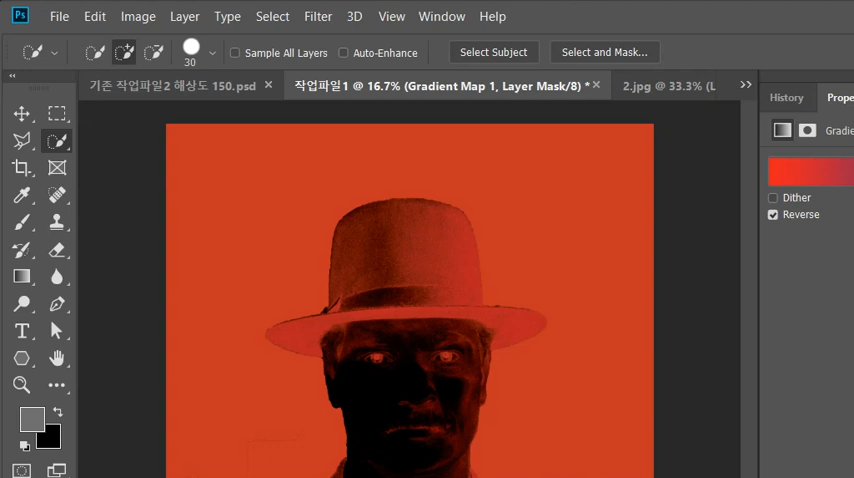 Ps File Edit Image Layer Type Select Filter 3D View Window Help
30 Sample All Layers Auto-Enhance Select Subject Select and Mask...
기존 작업파일2 해상도 150.psd × 작업파일1 @ 16.7% (Gradient Map 1, Layer Mask/8) * × 2.jpg @ 33.3% (L
History Prope
Gradie
Dither
Reverse